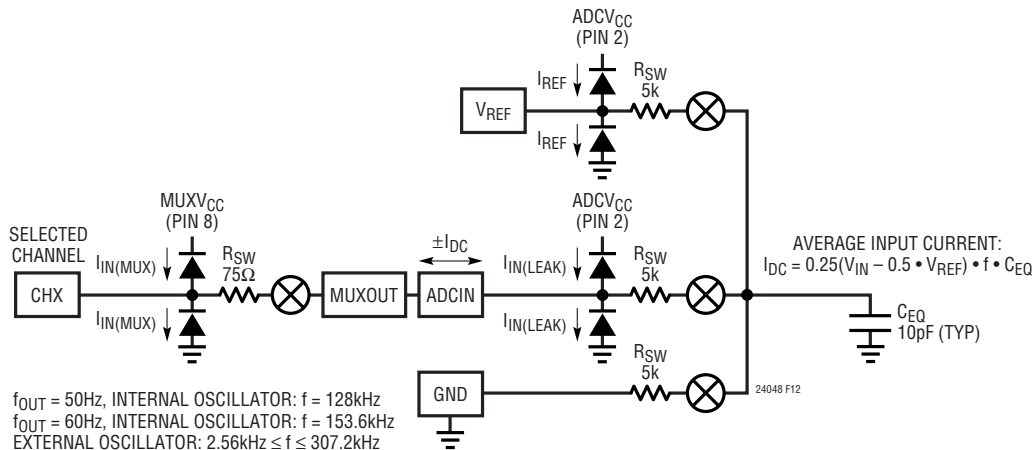 ADCVCC
(PIN 2)
IREF
RSW
5k
VREF
IREF
MUXVCC
(PIN 8)
ADCVCC
(PIN 2)
SELECTED
CHANNEL
IIN(MUX)
RSW
75Ω
±IDC
IIN(LEAK)
RSW
5k
AVERAGE INPUT CURRENT:
IDC = 0.25(VIN – 0.5 • VREF) • f • CEQ
CHX
MUXOUT
ADCIN
IIN(MUX)
IIN(LEAK)
CEQ
10pF (TYP)
RSW
5k
GND
24048 F12
fOUT = 50Hz, INTERNAL OSCILLATOR: f = 128kHz
fOUT = 60Hz, INTERNAL OSCILLATOR: f = 153.6kHz
EXTERNAL OSCILLATOR: 2.56kHz ≤ f ≤ 307.2kHz